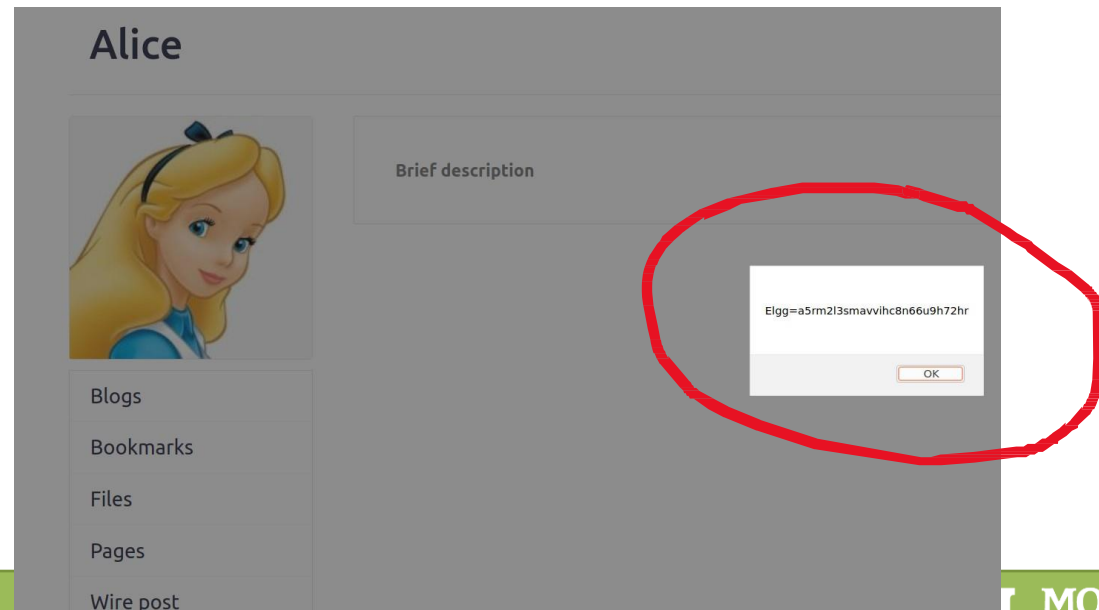 Alice
Brief description
Elgg=a5rm2l3smavvihc8n66u9h72hr
OK
Blogs
Bookmarks
Files
Pages
Wire post